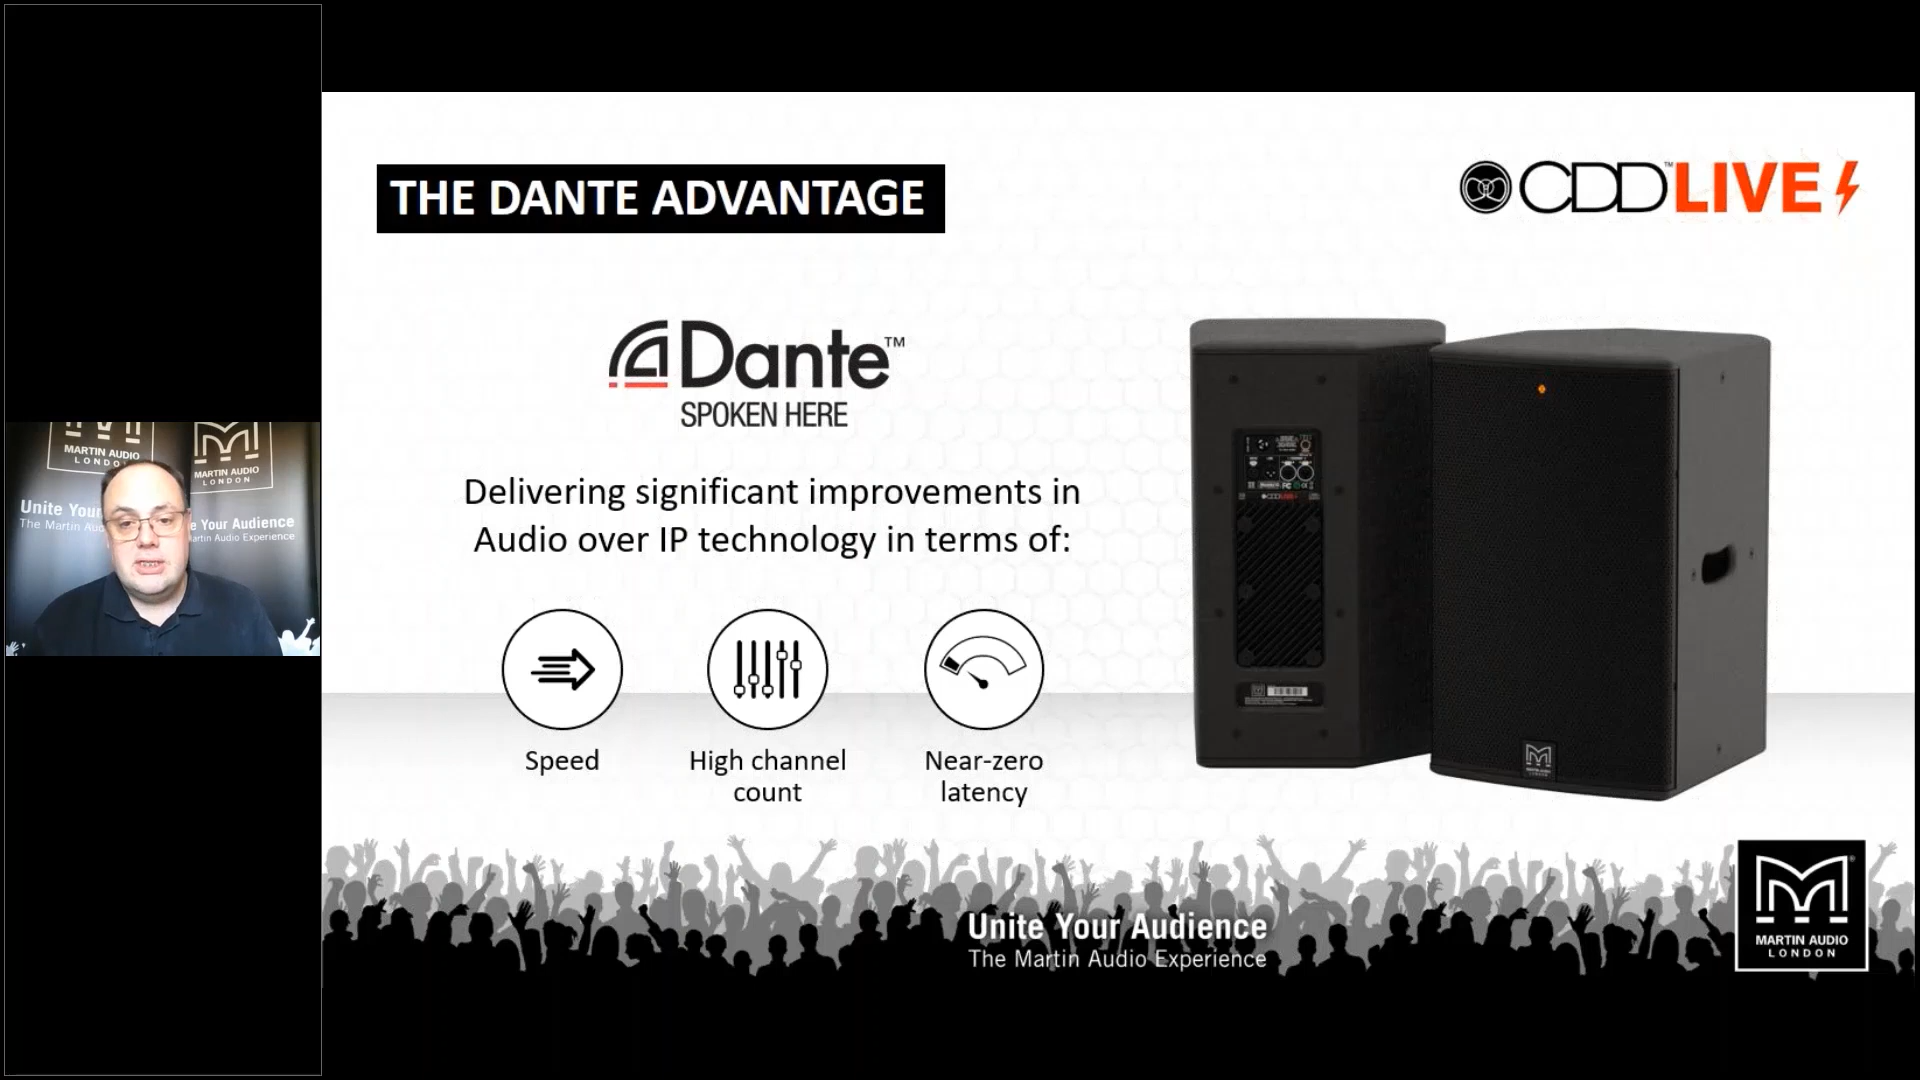 MARTIN AUDIO
LONDON
MARTIN AUDIO
LONDON
Unite Your
The Martin
e Your Audience
artin Audio Experience
THE DANTE ADVANTAGE
CDD™LIVE
Dante™
SPOKEN HERE
Delivering significant improvements in
Audio over IP technology in terms of:
Speed
High channel
count
Near-zero
latency
Unite Your Audience
The Martin Audio Experience
MARTIN AUDIO
LONDON